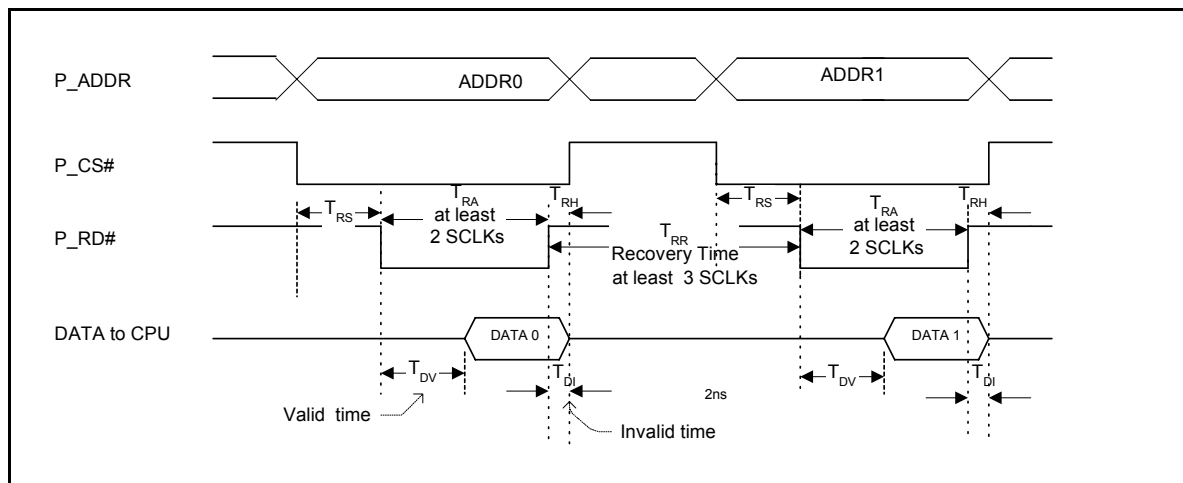 P_ADDR
ADDR0
ADDR1
P_CS#
T_RS
T_RA
at least
2 SCLKs
T_RH
T_RS
T_RA
at least
2 SCLKs
T_RH
P_RD#
T_RR
Recovery Time
at least 3 SCLKs
DATA to CPU
DATA 0
DATA 1
T_DV
T_DI
2ns
T_DV
T_DI
Valid time
Invalid time